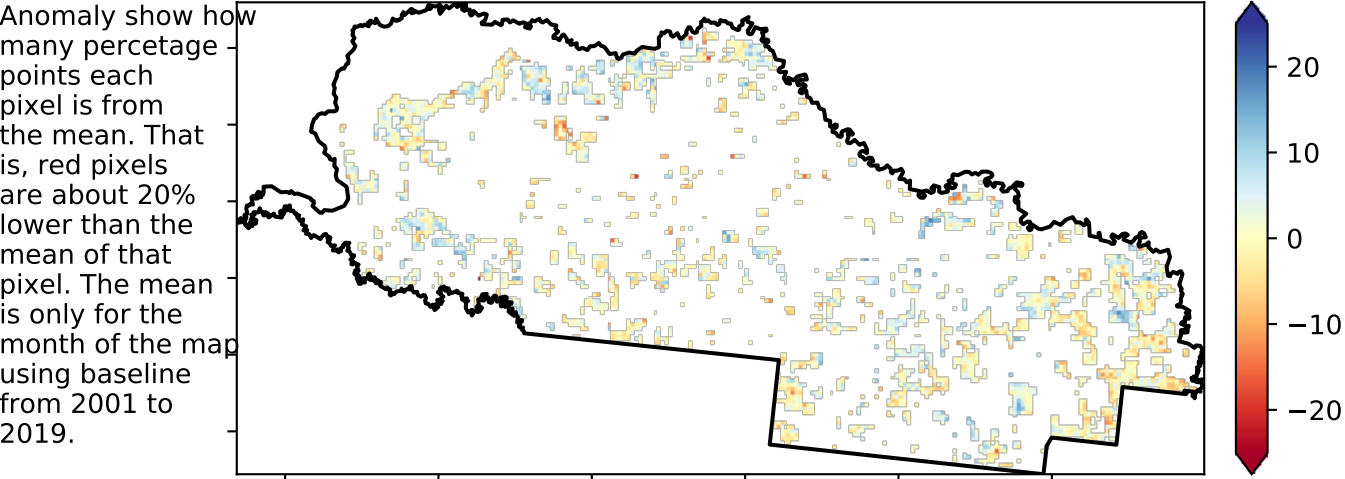 Anomaly show how
many percetage
points each
pixel is from
the mean. That
is, red pixels
are about 20%
lower than the
mean of that
pixel. The mean
is only for the
month of the map
using baseline
from 2001 to
2019.
20
10
0
−10
−20